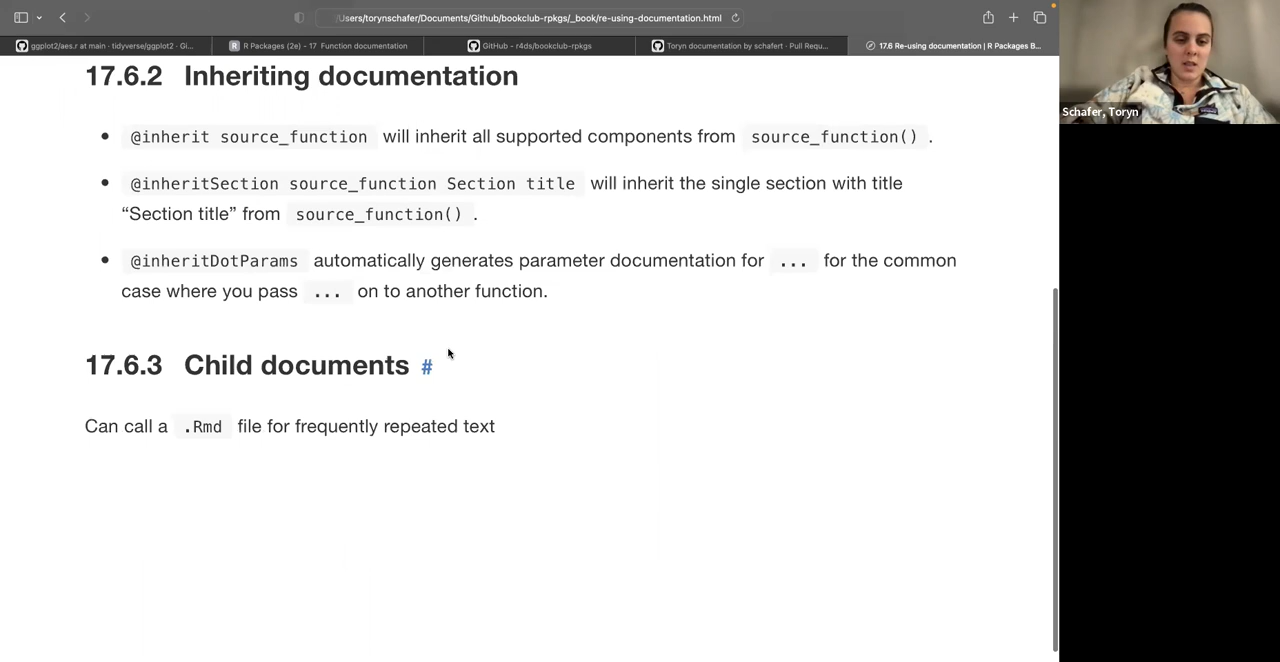 /Users/torynschafer/Documents/Github/bookclub-rpkgs/_book/re-using-documentation.html
ggplot2/aes.r at main · tidyverse/ggplot2 · Gi...
R Packages (2e) - 17 Function documentation
GitHub - r4ds/bookclub-rpkgs
Toryn documentation by schafert · Pull Requ...
17.6 Re-using documentation | R Packages B...
Schafer, Toryn
17.6.2 Inheriting documentation
@inherit source_function will inherit all supported components from source_function() .
@inheritSection source_function Section title will inherit the single section with title
“Section title” from source_function() .
@inheritDotParams automatically generates parameter documentation for ... for the common
case where you pass ... on to another function.
17.6.3 Child documents #
Can call a .Rmd file for frequently repeated text